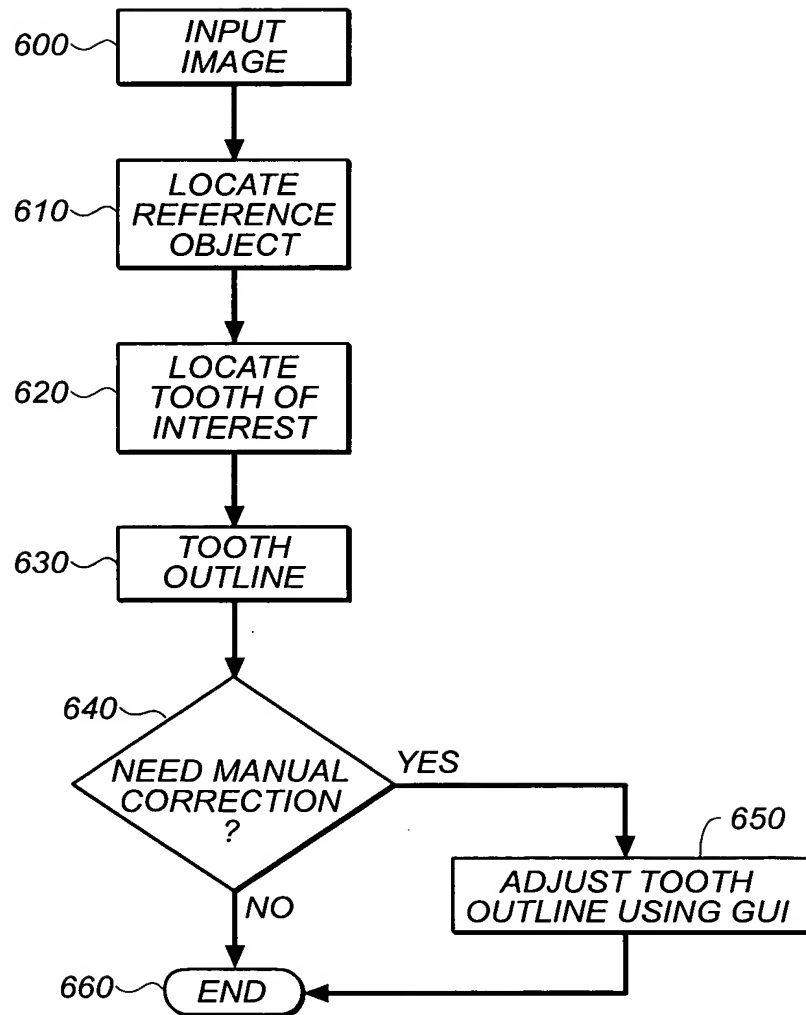 600
INPUT
IMAGE
610
LOCATE
REFERENCE
OBJECT
620
LOCATE
TOOTH OF
INTEREST
630
TOOTH
OUTLINE
640
NEED MANUAL
CORRECTION
?
YES
650
ADJUST TOOTH
OUTLINE USING GUI
NO
660
END